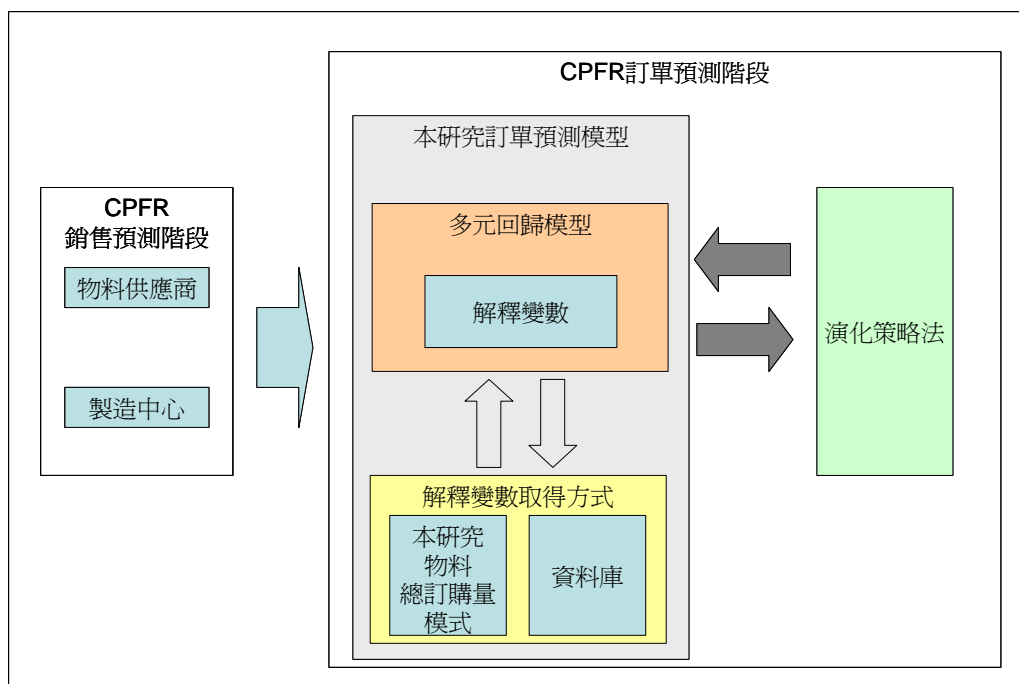 CPFR訂單預測階段
本研究訂單預測模型
CPFR
銷售預測階段
物料供應商
製造中心
多元回歸模型
解釋變數
演化策略法
解釋變數取得方式
本研究
物料
總訂購量
模式
資料庫